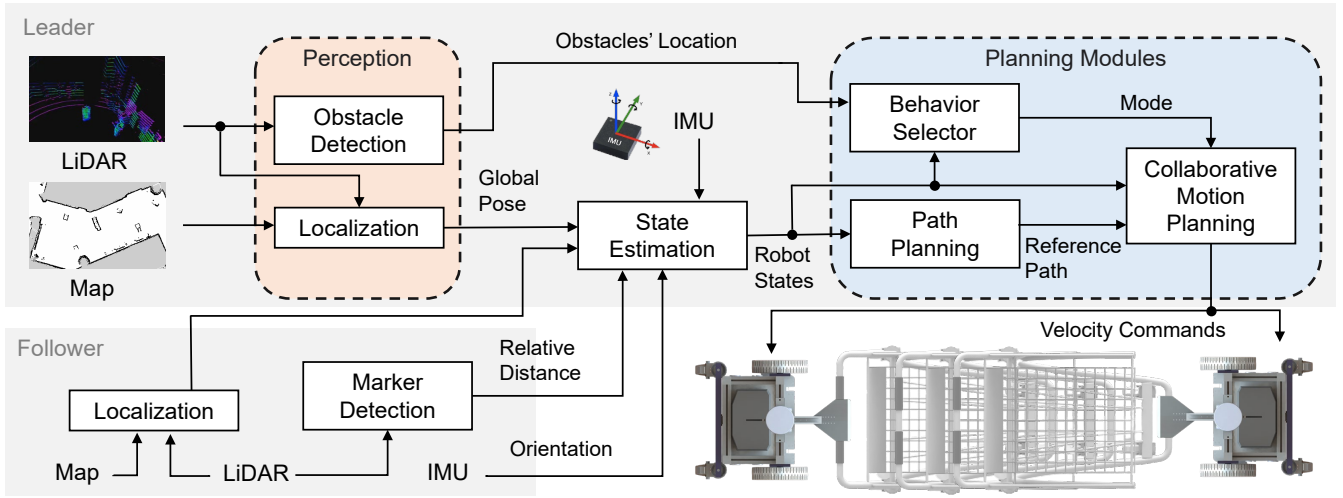 Leader
Perception
Obstacles' Location
Planning Modules
Obstacle
Detection
Behavior
Selector
Mode
IMU
IMU
LiDAR
Global
Pose
Collaborative
Motion
Planning
Localization
State
Estimation
Path
Planning
Robot
States
Reference
Path
Map
Velocity Commands
Follower
Relative
Distance
Localization
Marker
Detection
Orientation
Map
LiDAR
IMU